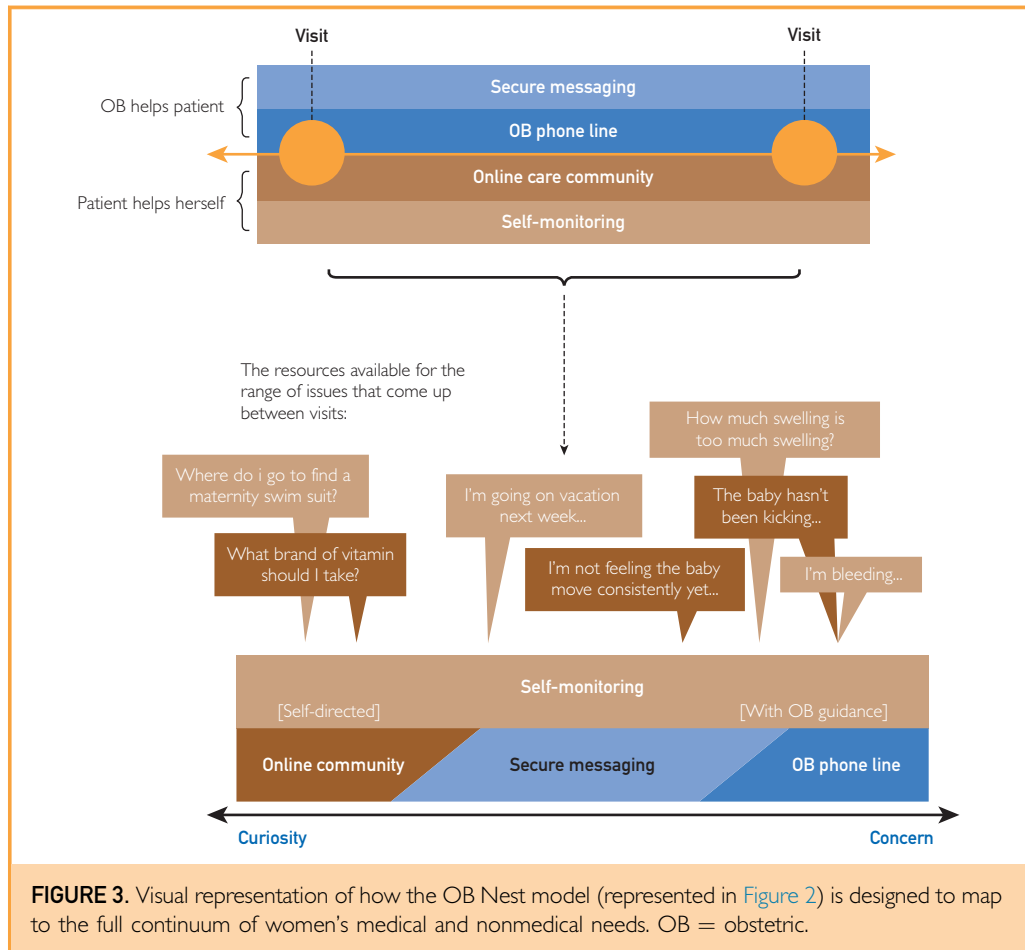 Visit
Visit
OB helps patient
Secure messaging
OB phone line
Patient helps herself
Online care community
Self-monitoring
The resources available for the
range of issues that come up
between visits:
Where do i go to find a
maternity swim suit?
What brand of vitamin
should I take?
I'm going on vacation
next week...
I'm not feeling the baby
move consistently yet...
How much swelling is
too much swelling?
The baby hasn't
been kicking...
I'm bleeding...
Self-monitoring
[Self-directed]
[With OB guidance]
Online community
Secure messaging
OB phone line
Curiosity
Concern
FIGURE 3. Visual representation of how the OB Nest model (represented in Figure 2) is designed to map
to the full continuum of women's medical and nonmedical needs. OB = obstetric.